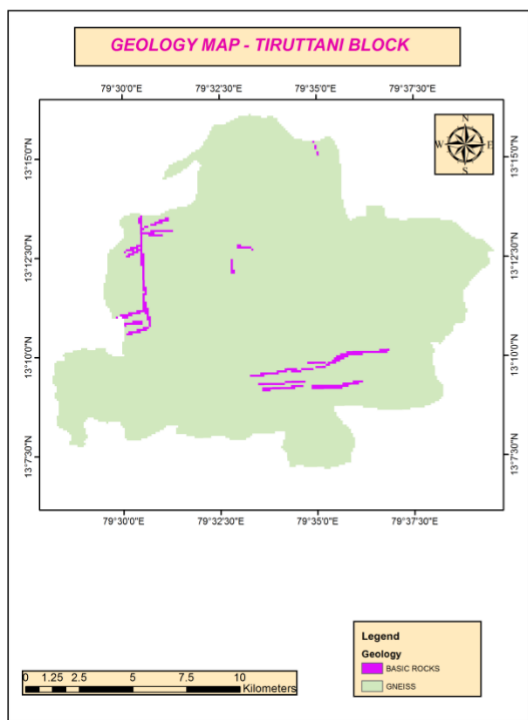 GEOLOGY MAP - TIRUTTANI BLOCK
79°30'0"E 79°32'30"E 79°35'0"E 79°37'30"E
N
W E
S
13°15'0"N 13°15'0"N
13°12'30"N 13°12'30"N
13°10'0"N 13°10'0"N
13°7'30"N 13°7'30"N
79°30'0"E 79°32'30"E 79°35'0"E 79°37'30"E
Legend
Geology
BASIC ROCKS
GNEISS
0 1.25 2.5 5 7.5 10
Kilometers